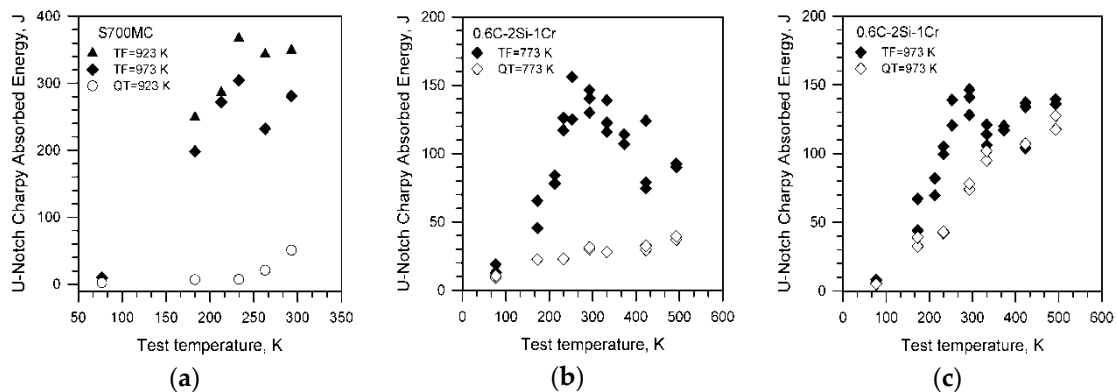 S700MC
TF=923 K
TF=973 K
QT=923 K
U-Notch Charpy Absorbed Energy, J
400
300
200
100
0
50 100 150 200 250 300 350
Test temperature, K
(a)
0.6C-2Si-1Cr
TF=773 K
QT=773 K
U-Notch Charpy Absorbed Energy, J
200
150
100
50
0
0 100 200 300 400 500 600
Test temperature, K
(b)
0.6C-2Si-1Cr
TF=973 K
QT=973 K
U-Notch Charpy Absorbed Energy, J
200
150
100
50
0
0 100 200 300 400 500 600
Test temperature, K
(c)